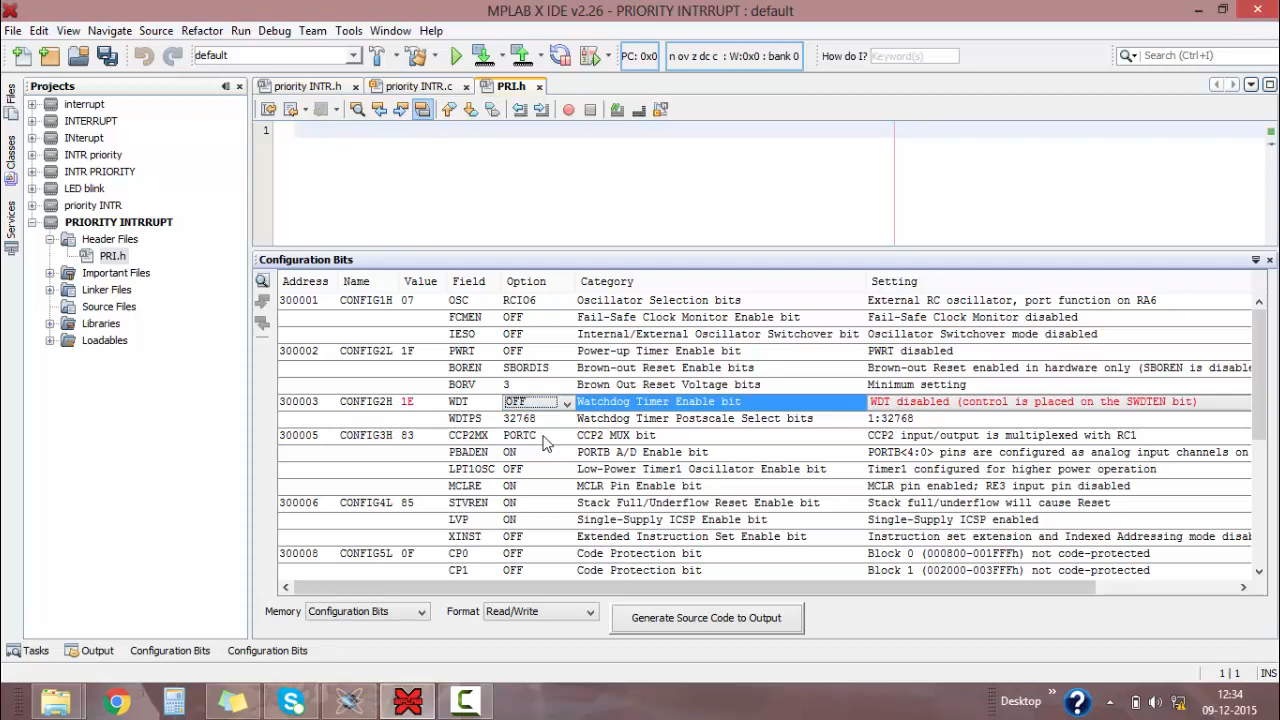 MPLAB X IDE v2.26 - PRIORITY INTRRUPT : default
File Edit View Navigate Source Refactor Run Debug Team Tools Window Help
default PC: 0x0 n ov z dc c : W:0x0 : bank 0 How do I? Keyword(s) Search (Ctrl+I)
Projects
priority INTR.h priority INTR.c PRI.h
Files
Classes
Services
interrupt
INTERRUPT
INterupt
INTR priority
INTR PRIORITY
LED blink
priority INTR
PRIORITY INTRRUPT
Header Files
PRI.h
Important Files
Linker Files
Source Files
Libraries
Loadables
1
Configuration Bits
Address Name Value Field Option Category Setting
300001 CONFIG1H 07 OSC RCIO6 Oscillator Selection bits External RC oscillator, port function on RA6
FCMEN OFF Fail-Safe Clock Monitor Enable bit Fail-Safe Clock Monitor disabled
IESO OFF Internal/External Oscillator Switchover bit Oscillator Switchover mode disabled
300002 CONFIG2L 1F PWRT OFF Power-up Timer Enable bit PWRT disabled
BOREN SBORDIS Brown-out Reset Enable bits Brown-out Reset enabled in hardware only (SBOREN is disable
BORV 3 Brown Out Reset Voltage bits Minimum setting
300003 CONFIG2H 1E WDT OFF Watchdog Timer Enable bit WDT disabled (control is placed on the SWDTEN bit)
WDTPS 32768 Watchdog Timer Postscale Select bits 1:32768
300005 CONFIG3H 83 CCP2MX PORTC CCP2 MUX bit CCP2 input/output is multiplexed with RC1
PBADEN ON PORTB A/D Enable bit PORTB<4:0> pins are configured as analog input channels on
LPT1OSC OFF Low-Power Timer1 Oscillator Enable bit Timer1 configured for higher power operation
MCLRE ON MCLR Pin Enable bit MCLR pin enabled; RE3 input pin disabled
300006 CONFIG4L 85 STVREN ON Stack Full/Underflow Reset Enable bit Stack full/underflow will cause Reset
LVP ON Single-Supply ICSP Enable bit Single-Supply ICSP enabled
XINST OFF Extended Instruction Set Enable bit Instruction set extension and Indexed Addressing mode disa
300008 CONFIG5L 0F CP0 OFF Code Protection bit Block 0 (000800-001FFFh) not code-protected
CP1 OFF Code Protection bit Block 1 (002000-003FFFh) not code-protected
Memory Configuration Bits Format Read/Write Generate Source Code to Output
Tasks Output Configuration Bits Configuration Bits
1 | 1 INS
Desktop 12:34
09-12-2015